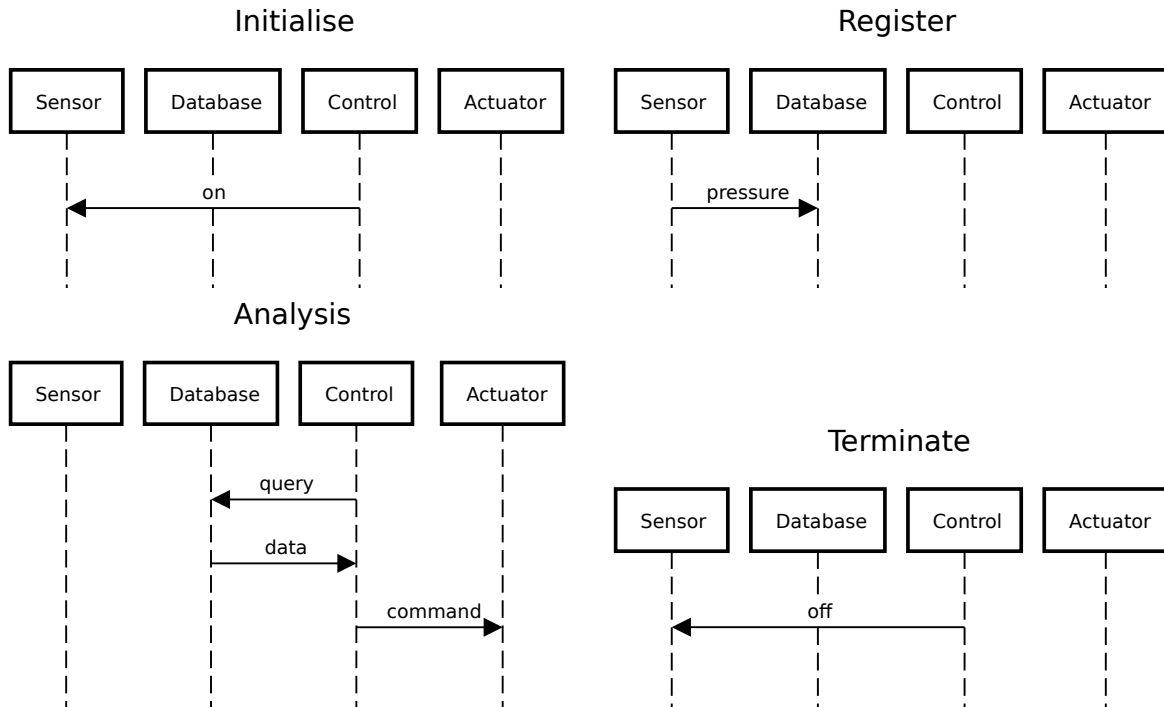 Initialise
Sensor Database Control Actuator
on
Register
Sensor Database Control Actuator
pressure
Analysis
Sensor Database Control Actuator
query
data
command
Terminate
Sensor Database Control Actuator
off